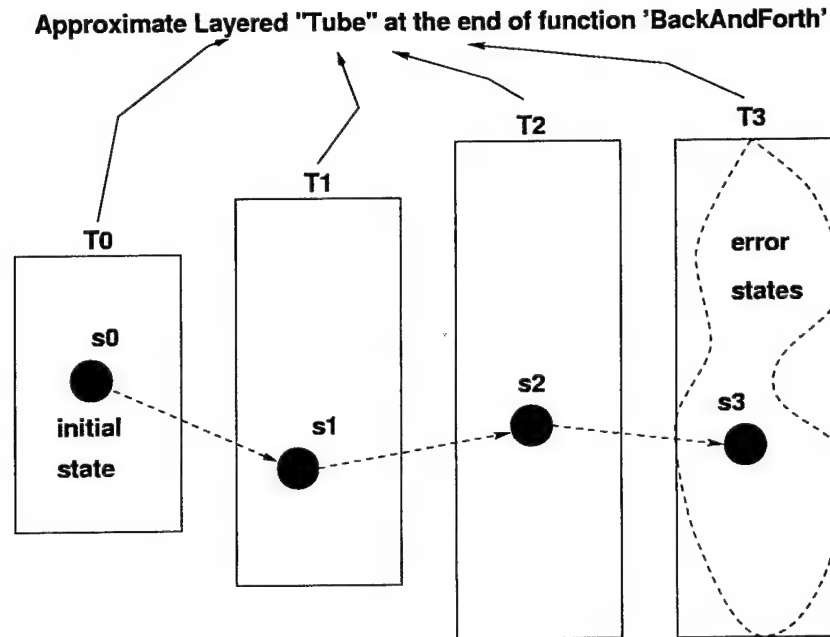 Approximate Layered "Tube" at the end of function 'BackAndForth'
T0
T1
T2
T3
s0
initial
state
s1
s2
s3
error
states